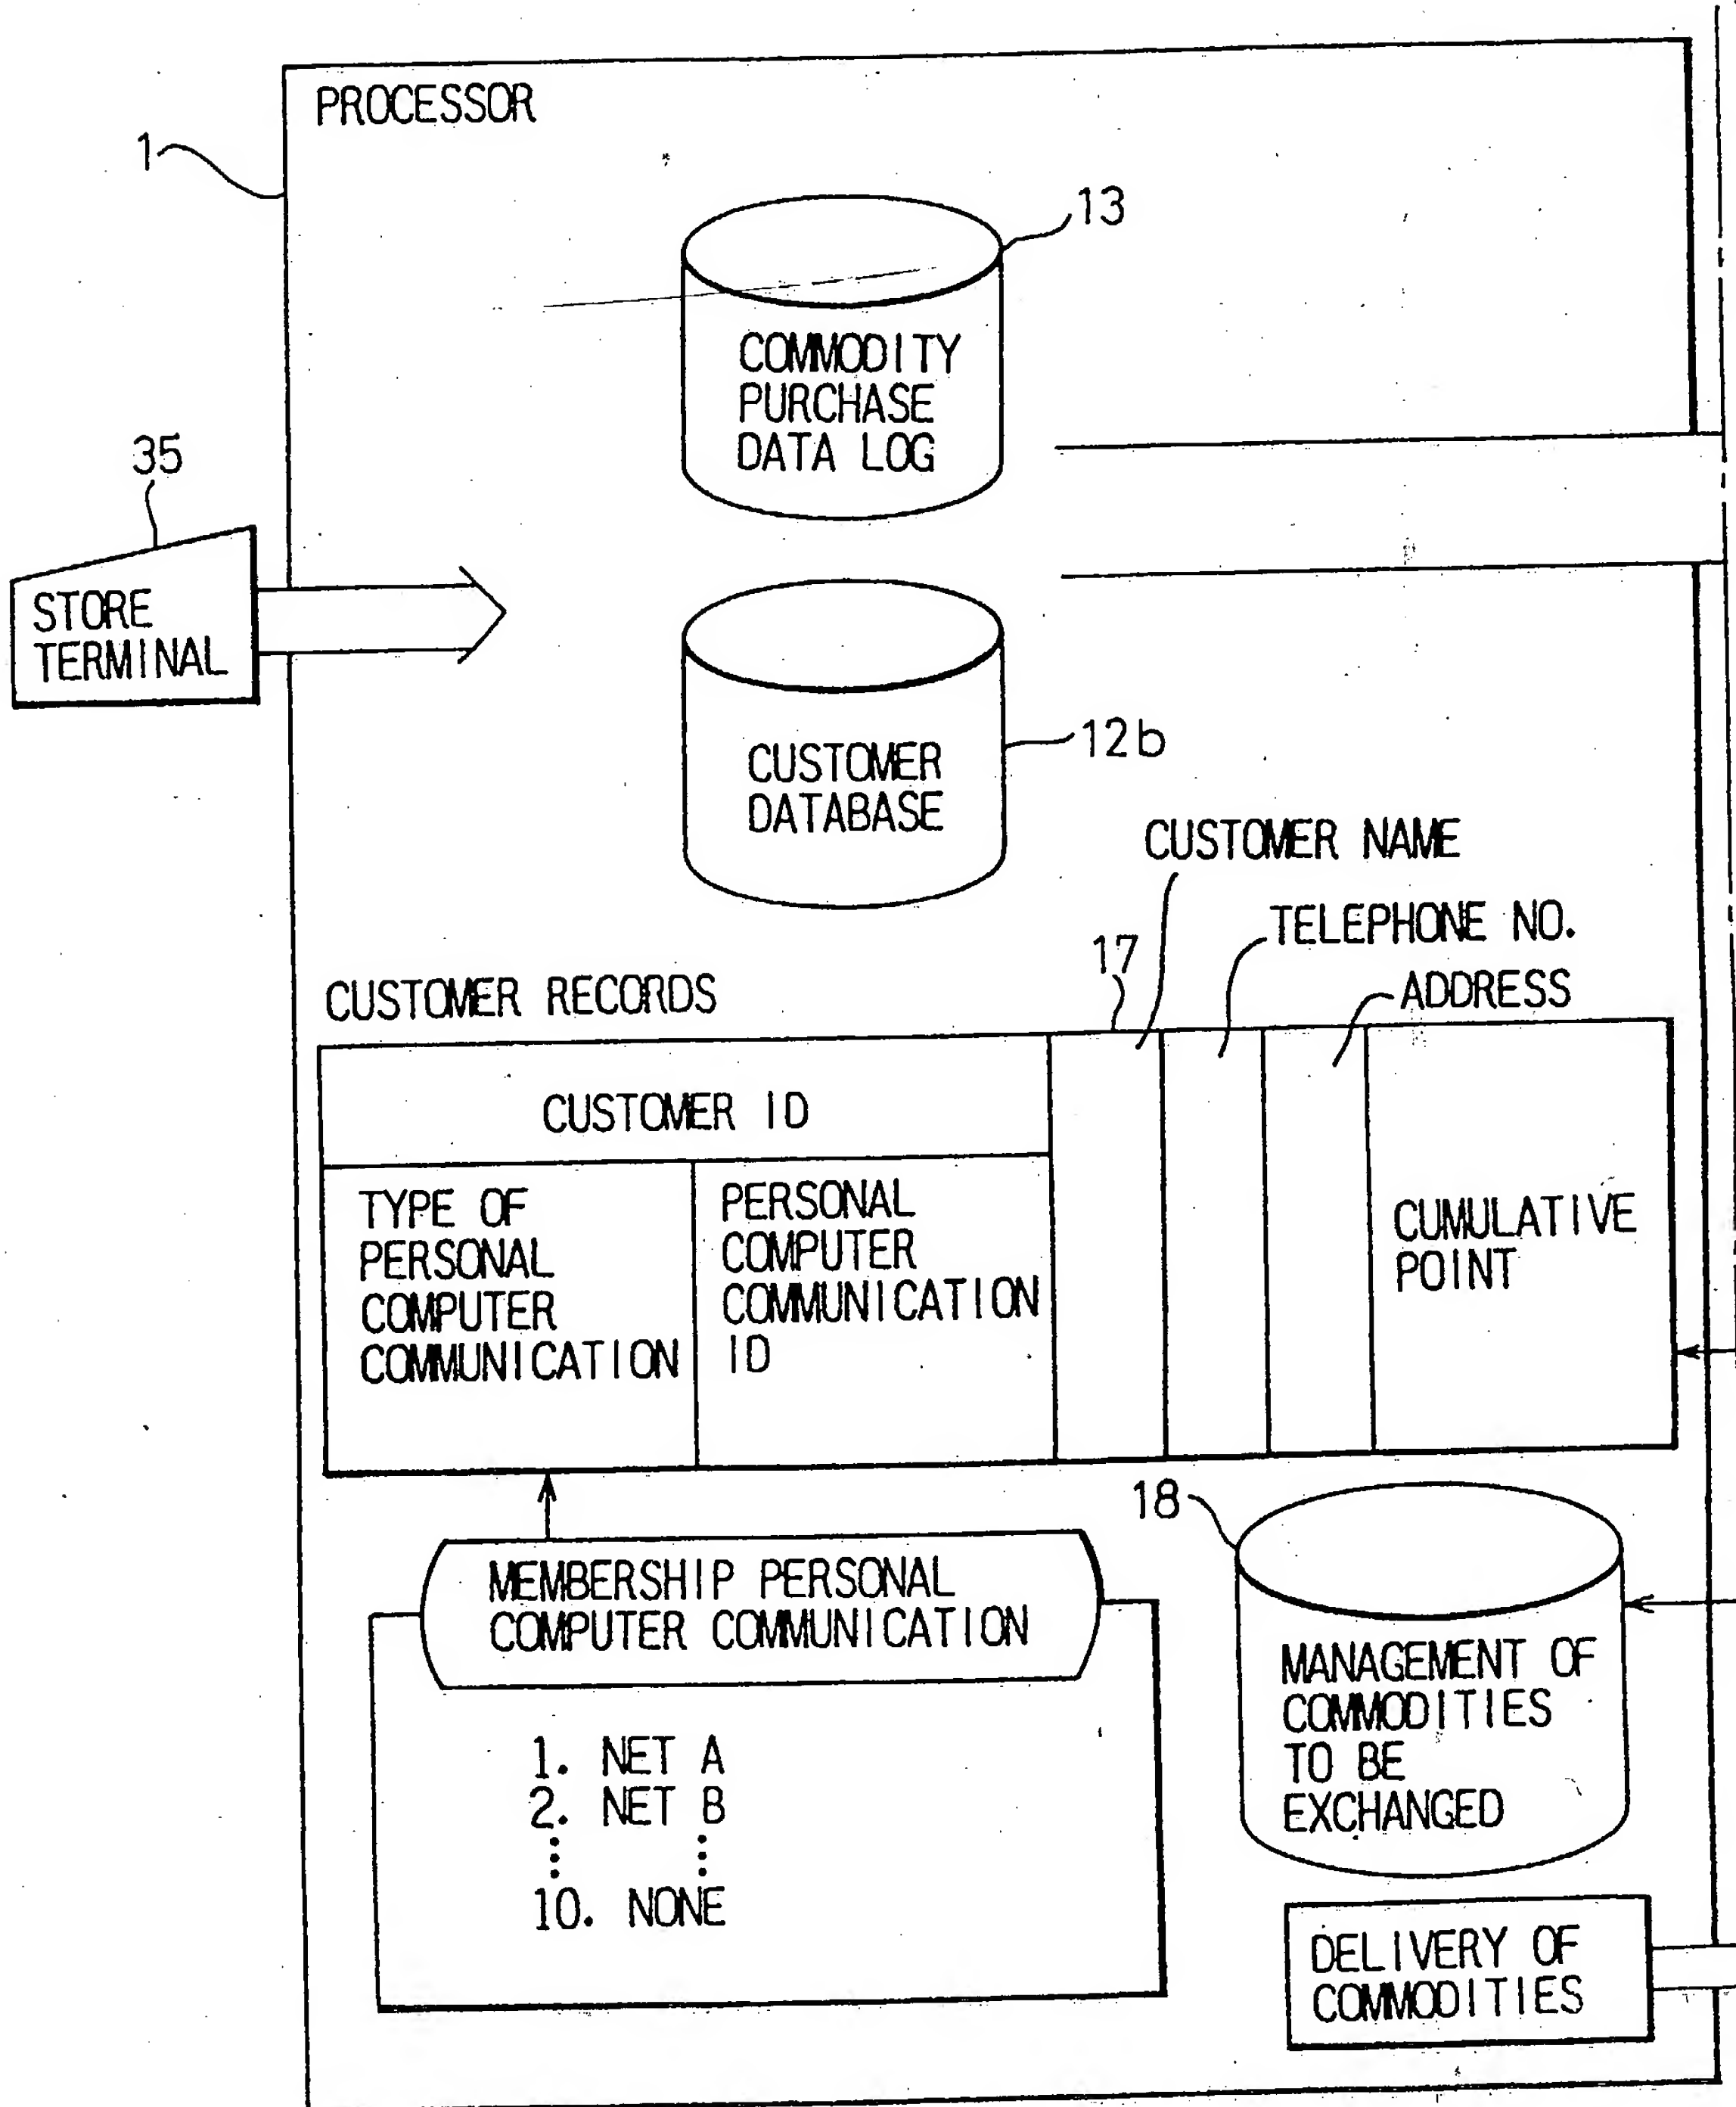 PROCESSOR
1
13
COMMODITY
PURCHASE
DATA LOG
35
STORE
TERMINAL
12b
CUSTOMER
DATABASE
CUSTOMER NAME
TELEPHONE NO.
17
ADDRESS
CUSTOMER RECORDS
CUSTOMER ID
TYPE OF
PERSONAL
COMPUTER
COMMUNICATION
PERSONAL
COMPUTER
COMMUNICATION
ID
CUMULATIVE
POINT
18
MEMBERSHIP PERSONAL
COMPUTER COMMUNICATION
1. NET A
2. NET B
10. NONE
MANAGEMENT OF
COMMODITIES
TO BE
EXCHANGED
DELIVERY OF
COMMODITIES